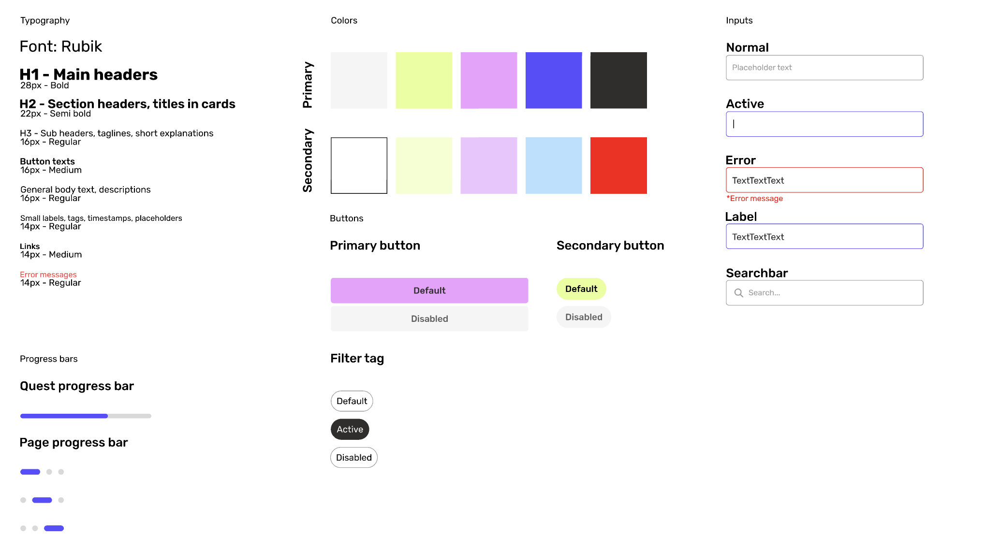 Typography
Font: Rubik
H1 - Main headers
28px - Bold
H2 - Section headers, titles in cards
22px - Semi bold
H3 - Sub headers, taglines, short explanations
16px - Regular
Button texts
16px - Medium
General body text, descriptions
16px - Regular
Small labels, tags, timestamps, placeholders
14px - Regular
Links
14px - Medium
Error messages
14px - Regular
Progress bars
Quest progress bar
Page progress bar
Colors
Primary
Secondary
Buttons
Primary button
Default
Disabled
Secondary button
Default
Disabled
Filter tag
Default
Active
Disabled
Inputs
Normal
Placeholder text
Active
Error
TextTextText
*Error message
Label
TextTextText
Searchbar
Search...